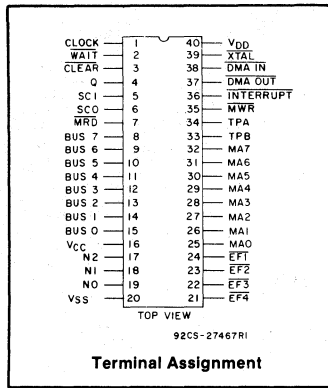 CLOCK 1 40 VDD
WAIT 2 39 XTAL
CLEAR 3 38 DMA IN
Q 4 37 DMA OUT
SC1 5 36 INTERRUPT
SC0 6 35 MWR
MRD 7 34 TPA
BUS 7 8 33 TPB
BUS 6 9 32 MA7
BUS 5 10 31 MA6
BUS 4 11 30 MA5
BUS 3 12 29 MA4
BUS 2 13 28 MA3
BUS 1 14 27 MA2
BUS 0 15 26 MA1
VCC 16 25 MA0
N2 17 24 EF1
N1 18 23 EF2
N0 19 22 EF3
VSS 20 21 EF4
TOP VIEW
92CS-27467R1
Terminal Assignment